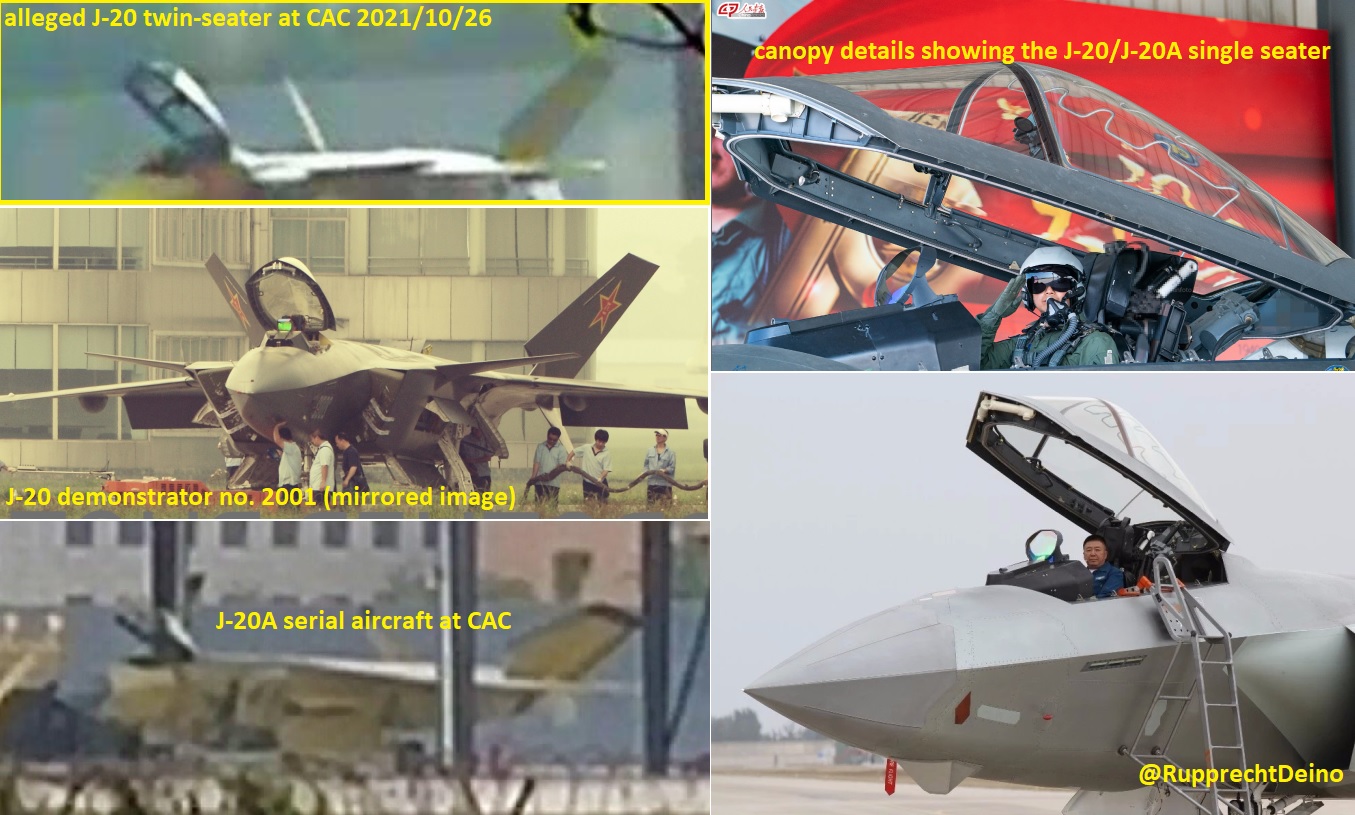 alleged J-20 twin-seater at CAC 2021/10/26
canopy details showing the J-20/J-20A single seater
J-20 demonstrator no. 2001 (mirrored image)
J-20A serial aircraft at CAC
@RupprechtDeino